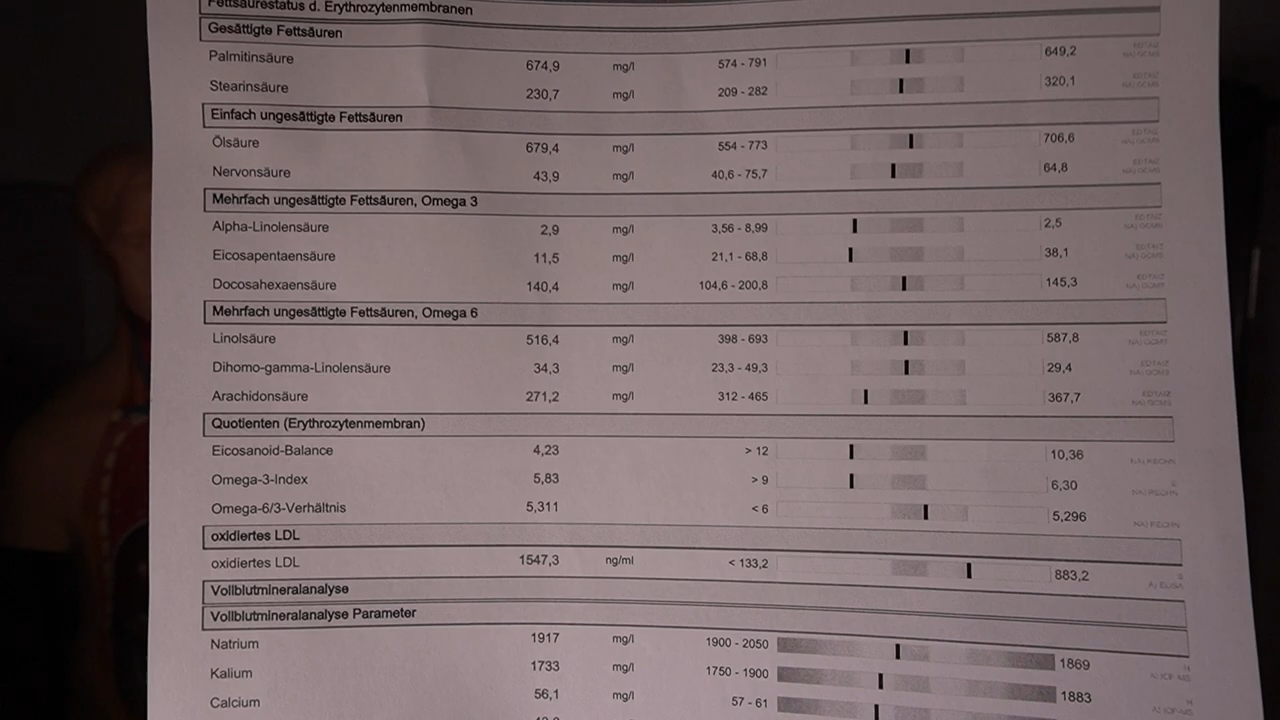 Fettsäurestatus d. Erythrozytenmembranen
Gesättigte Fettsäuren
Palmitinsäure 674,9 mg/l 574 - 791 649,2
Stearinsäure 230,7 mg/l 209 - 282 320,1
Einfach ungesättigte Fettsäuren
Ölsäure 679,4 mg/l 554 - 773 706,6
Nervonsäure 43,9 mg/l 40,6 - 75,7 64,8
Mehrfach ungesättigte Fettsäuren, Omega 3
Alpha-Linolensäure 2,9 mg/l 3,56 - 8,99 2,5
Eicosapentaensäure 11,5 mg/l 21,1 - 68,8 38,1
Docosahexaensäure 140,4 mg/l 104,6 - 200,8 145,3
Mehrfach ungesättigte Fettsäuren, Omega 6
Linolsäure 516,4 mg/l 398 - 693 587,8
Dihomo-gamma-Linolensäure 34,3 mg/l 23,3 - 49,3 29,4
Arachidonsäure 271,2 mg/l 312 - 465 367,7
Quotienten (Erythrozytenmembran)
Eicosanoid-Balance 4,23 > 12 10,36
Omega-3-Index 5,83 > 9 6,30
Omega-6/3-Verhältnis 5,311 < 6 5,296
oxidiertes LDL
oxidiertes LDL 1547,3 ng/ml < 133,2 883,2
Vollblutmineralanalyse
Vollblutmineralanalyse Parameter
Natrium 1917 mg/l 1900 - 2050 1869
Kalium 1733 mg/l 1750 - 1900 1883
Calcium 56,1 mg/l 57 - 61